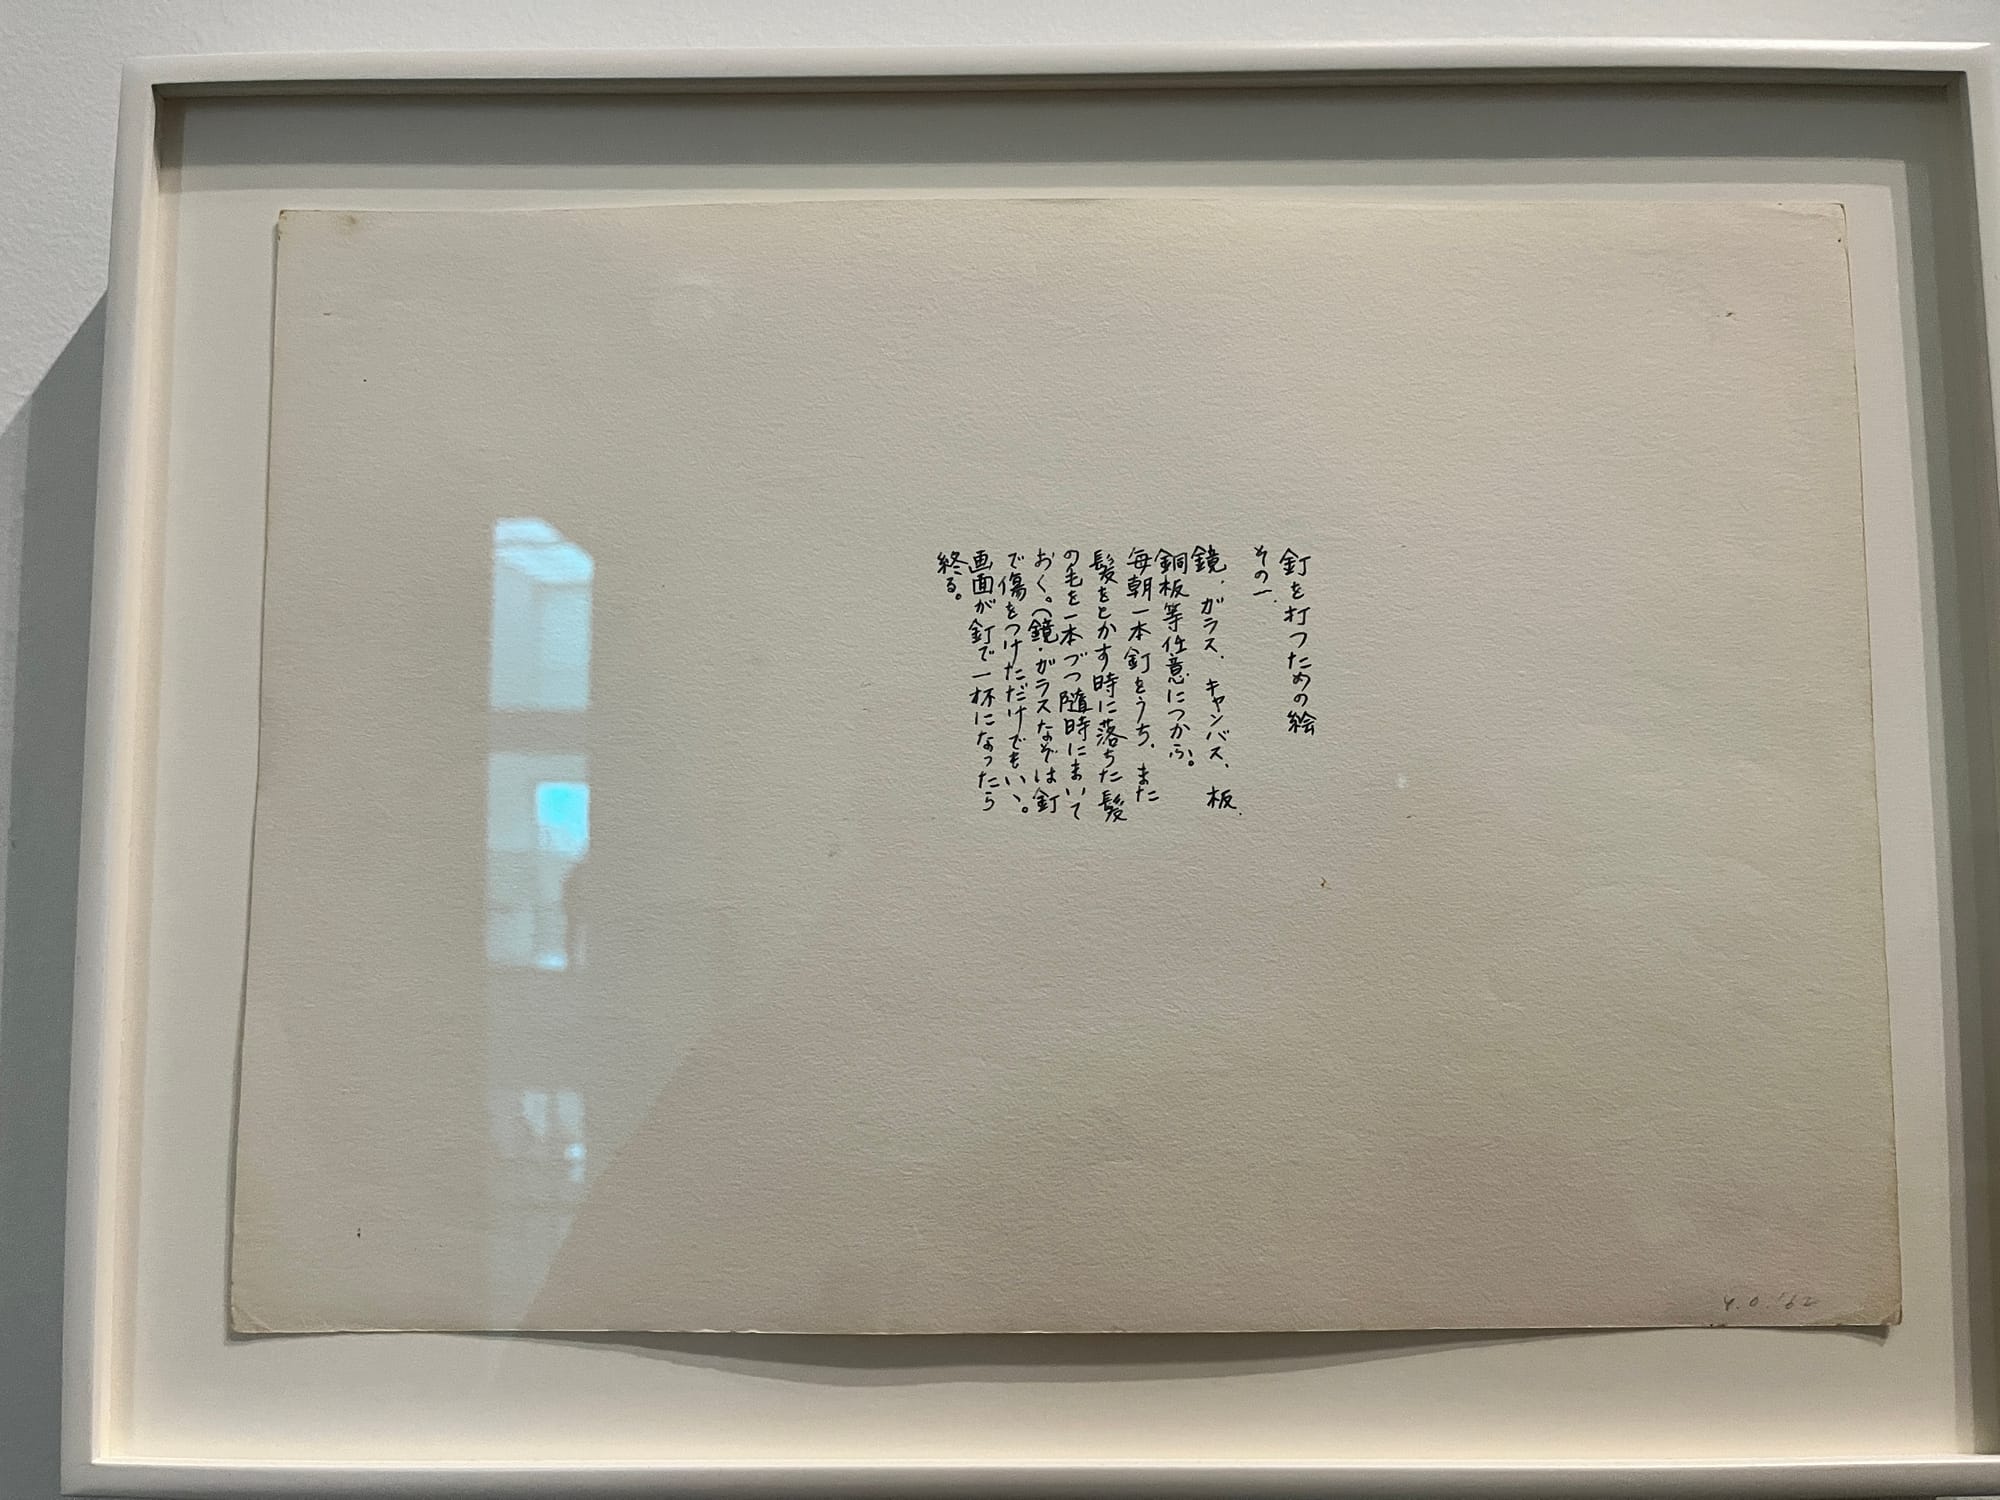 釘を打つための絵
その一.
鏡、ガラス、キャンバス、板、
銅板等任意につかう。
毎朝一本釘をうち、また
髪をとかす時に落ちた髪
の毛を一本づつ随時にまいて
おく。（鏡・ガラスなぞは釘
で傷をつけただけでもいゝ。
画面が釘で一杯になったら
終る。
Y.O.'62